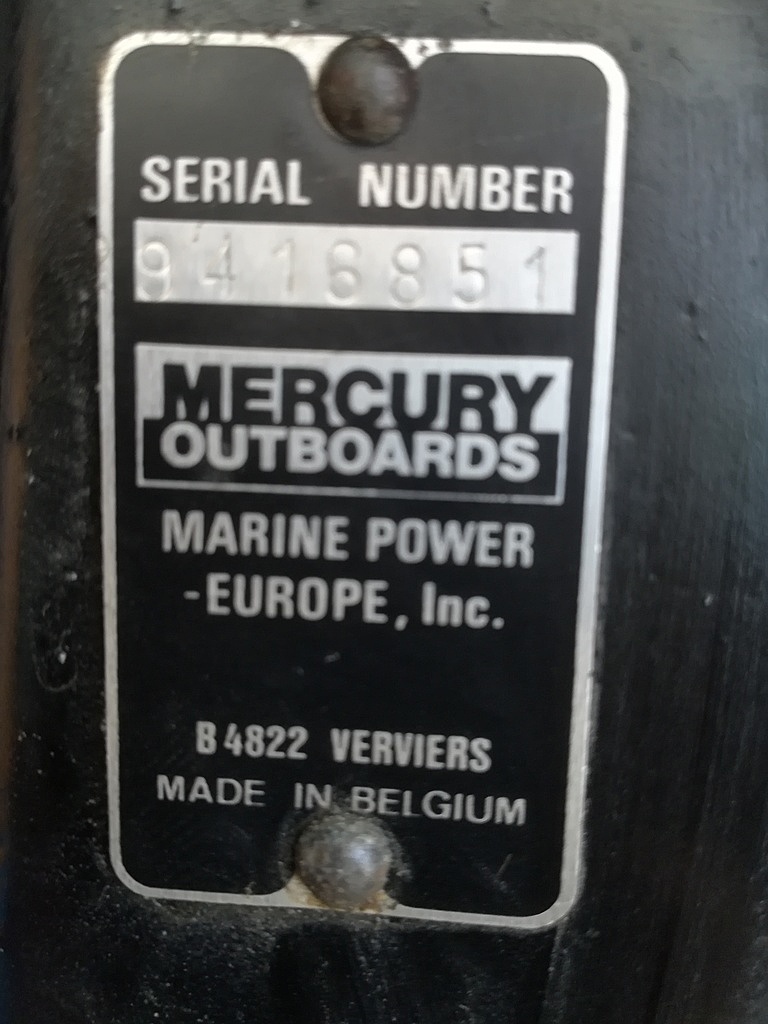 SERIAL NUMBER
9416851
MERCURY
OUTBOARDS
MARINE POWER
-EUROPE, Inc.
B 4822 VERVIERS
MADE IN BELGIUM